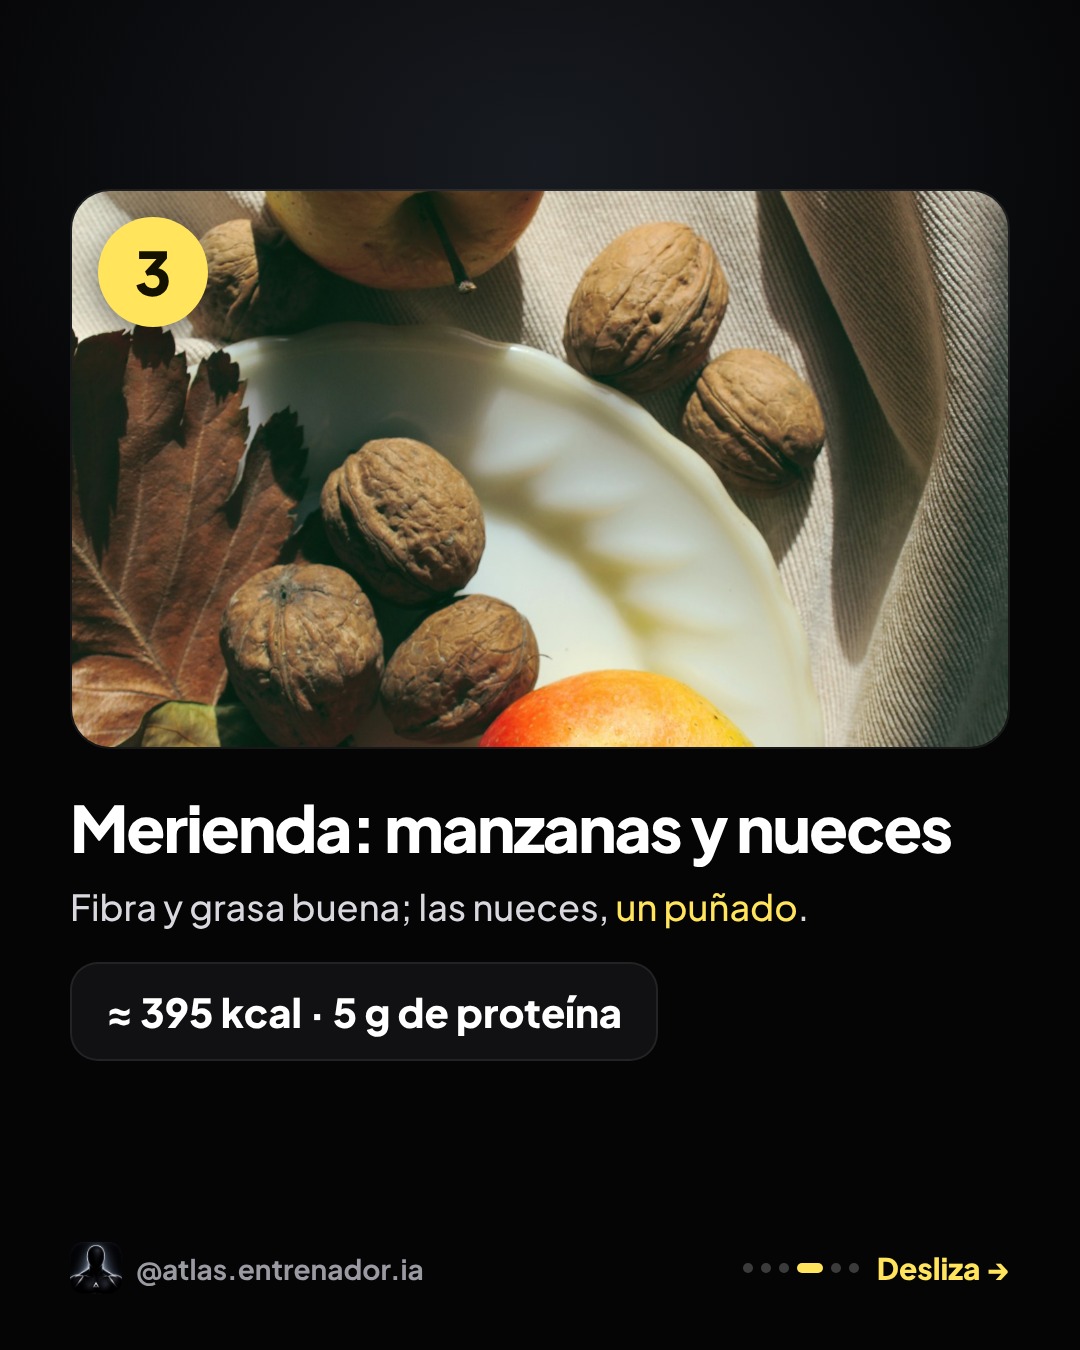 3
Merienda: manzanas y nueces
Fibra y grasa buena; las nueces, un puñado.
≈ 395 kcal · 5 g de proteína
@atlas.entrenador.ia
Desliza →